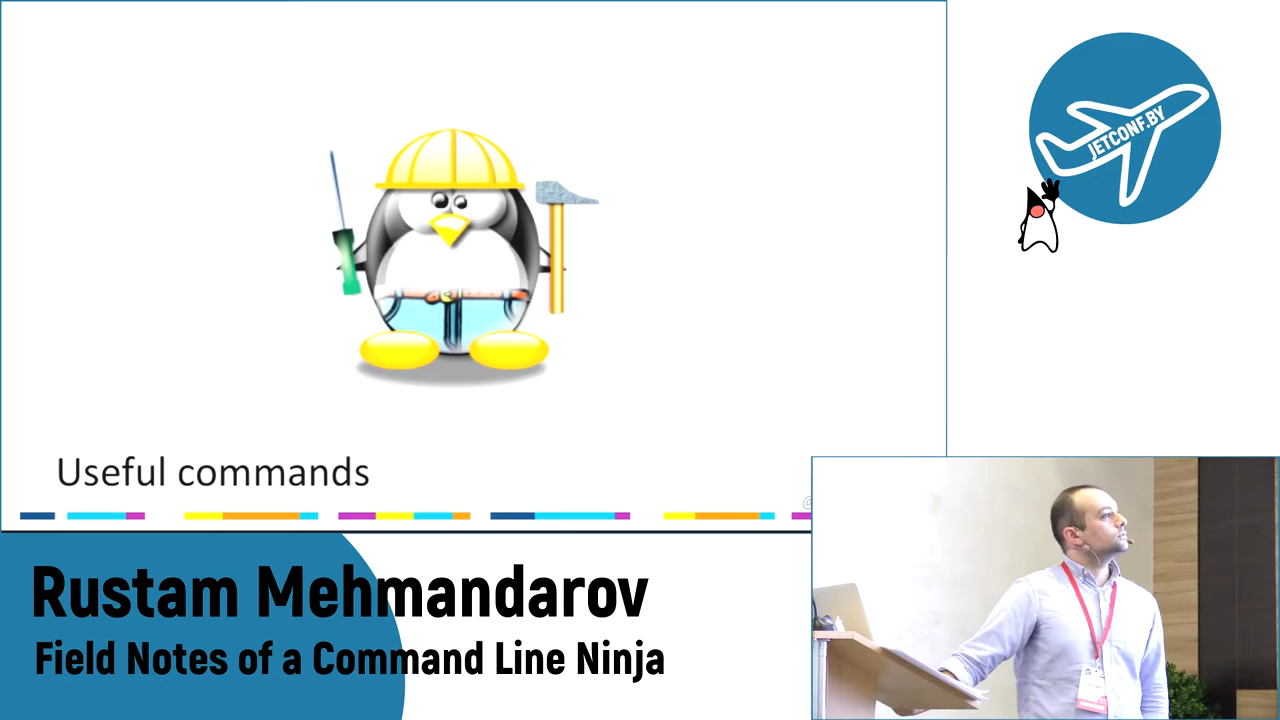 JETCONF.BY
Useful commands
Rustam Mehmandarov
Field Notes of a Command Line Ninja